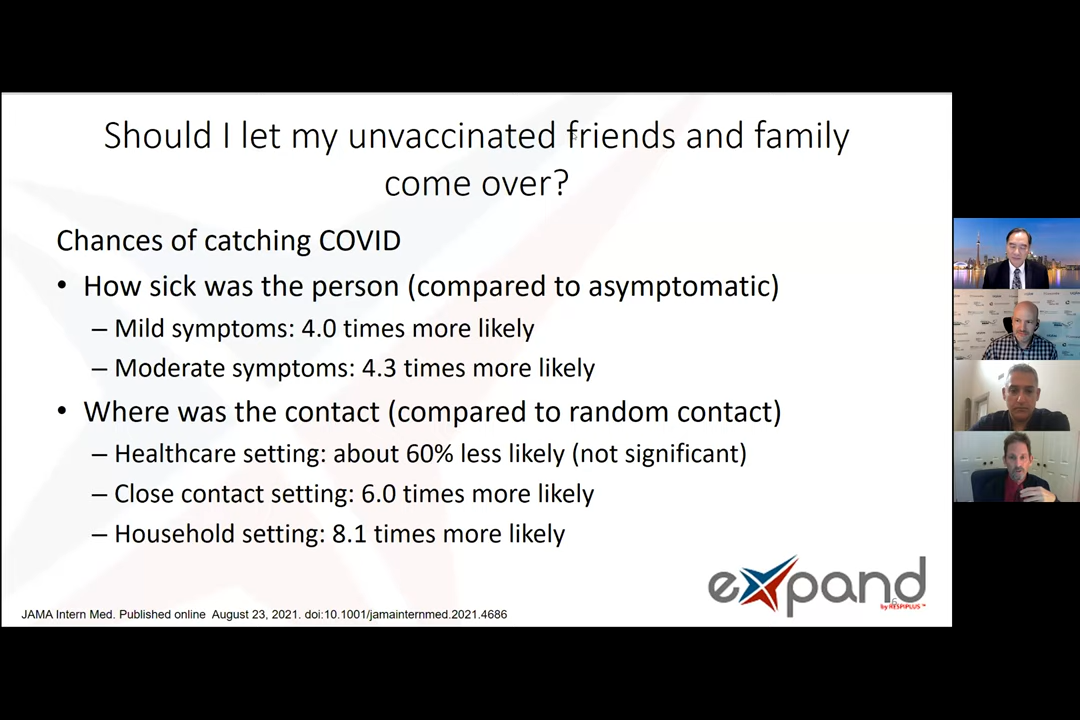 Should I let my unvaccinated friends and family
come over?
Chances of catching COVID
• How sick was the person (compared to asymptomatic)
– Mild symptoms: 4.0 times more likely
– Moderate symptoms: 4.3 times more likely
• Where was the contact (compared to random contact)
– Healthcare setting: about 60% less likely (not significant)
– Close contact setting: 6.0 times more likely
– Household setting: 8.1 times more likely
expand
by RESPIPLUS™
JAMA Intern Med. Published online August 23, 2021. doi:10.1001/jamainternmed.2021.4686